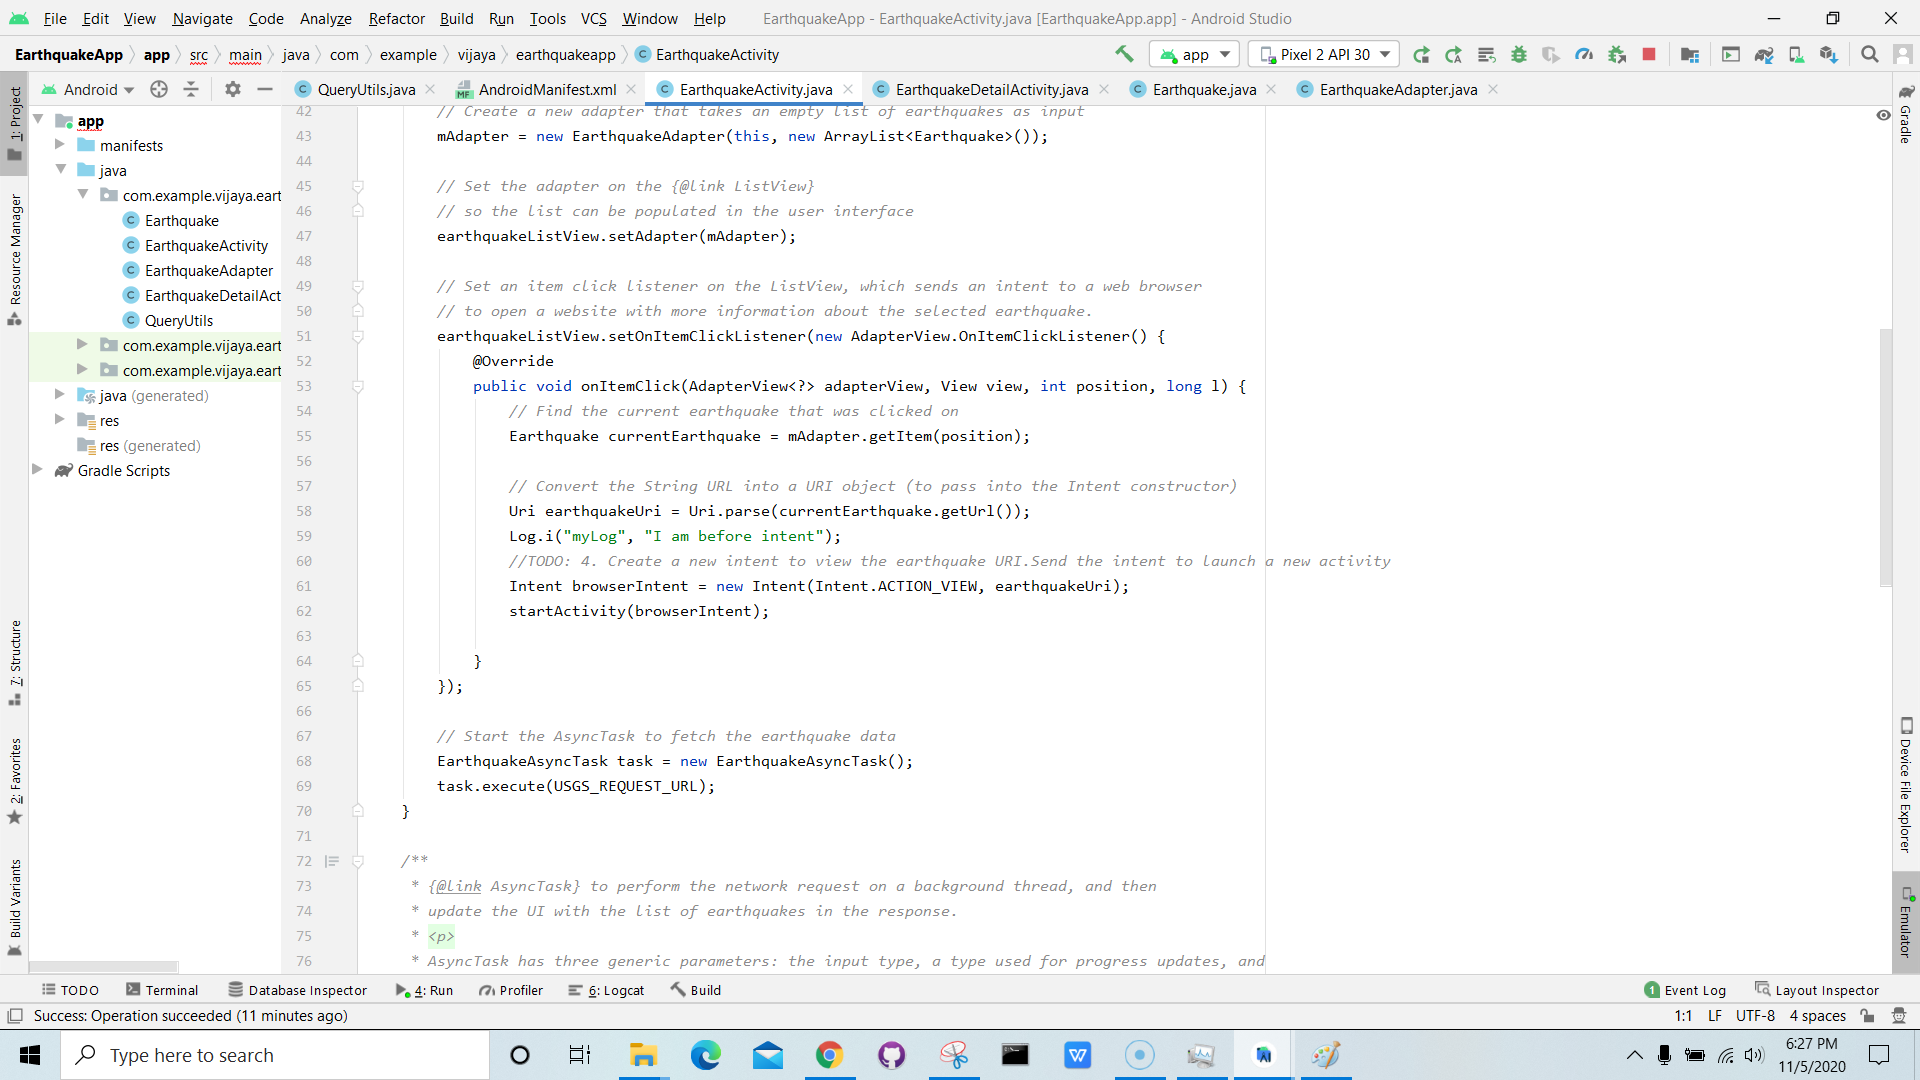 File Edit View Navigate Code Analyze Refactor Build Run Tools VCS Window Help EarthquakeApp - EarthquakeActivity.java [EarthquakeApp.app] - Android Studio
EarthquakeApp app src main java com example vijaya earthquakeapp C EarthquakeActivity app Pixel 2 API 30
Android C QueryUtils.java MF AndroidManifest.xml C EarthquakeActivity.java C EarthquakeDetailActivity.java C Earthquake.java C EarthquakeAdapter.java
1: Project
Resource Manager
7: Structure
2: Favorites
Build Variants
app
manifests
java
com.example.vijaya.eart
C Earthquake
C EarthquakeActivity
C EarthquakeAdapter
C EarthquakeDetailAct
C QueryUtils
com.example.vijaya.eart
com.example.vijaya.eart
java (generated)
res
res (generated)
Gradle Scripts
42 // Create a new adapter that takes an empty list of earthquakes as input
43 mAdapter = new EarthquakeAdapter(this, new ArrayList<Earthquake>());
44
45 // Set the adapter on the {@link ListView}
46 // so the list can be populated in the user interface
47 earthquakeListView.setAdapter(mAdapter);
48
49 // Set an item click listener on the ListView, which sends an intent to a web browser
50 // to open a website with more information about the selected earthquake.
51 earthquakeListView.setOnItemClickListener(new AdapterView.OnItemClickListener() {
52 @Override
53 public void onItemClick(AdapterView<?> adapterView, View view, int position, long l) {
54 // Find the current earthquake that was clicked on
55 Earthquake currentEarthquake = mAdapter.getItem(position);
56
57 // Convert the String URL into a URI object (to pass into the Intent constructor)
58 Uri earthquakeUri = Uri.parse(currentEarthquake.getUrl());
59 Log.i("myLog", "I am before intent");
60 //TODO: 4. Create a new intent to view the earthquake URI.Send the intent to launch a new activity
61 Intent browserIntent = new Intent(Intent.ACTION_VIEW, earthquakeUri);
62 startActivity(browserIntent);
63
64 }
65 });
66
67 // Start the AsyncTask to fetch the earthquake data
68 EarthquakeAsyncTask task = new EarthquakeAsyncTask();
69 task.execute(USGS_REQUEST_URL);
70 }
71
72 /**
73 * {@link AsyncTask} to perform the network request on a background thread, and then
74 * update the UI with the list of earthquakes in the response.
75 * <p>
76 * AsyncTask has three generic parameters: the input type, a type used for progress updates, and
Gradle
Device File Explorer
Emulator
TODO Terminal Database Inspector 4: Run Profiler 6: Logcat Build 1 Event Log Layout Inspector
Success: Operation succeeded (11 minutes ago) 1:1 LF UTF-8 4 spaces
Type here to search W 6:27 PM
11/5/2020